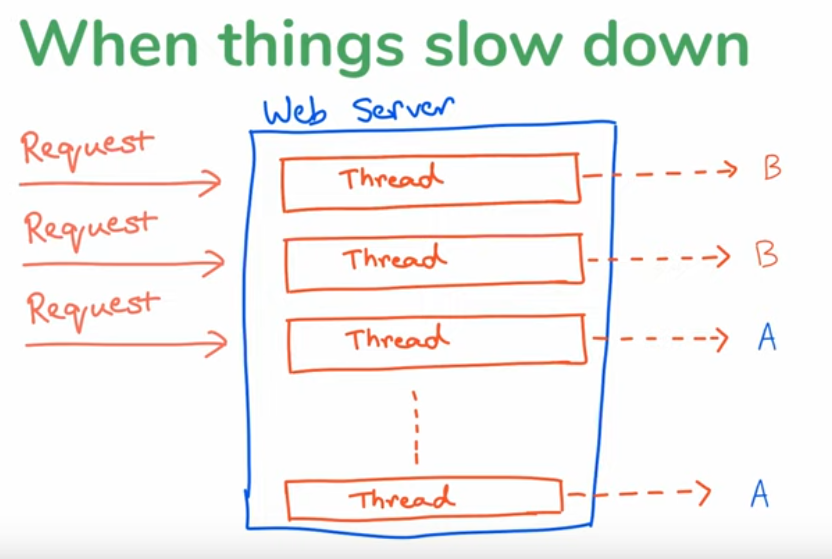 When things slow down
Web Server
Request
Thread
B
Request
Thread
B
Request
Thread
A
Thread
A